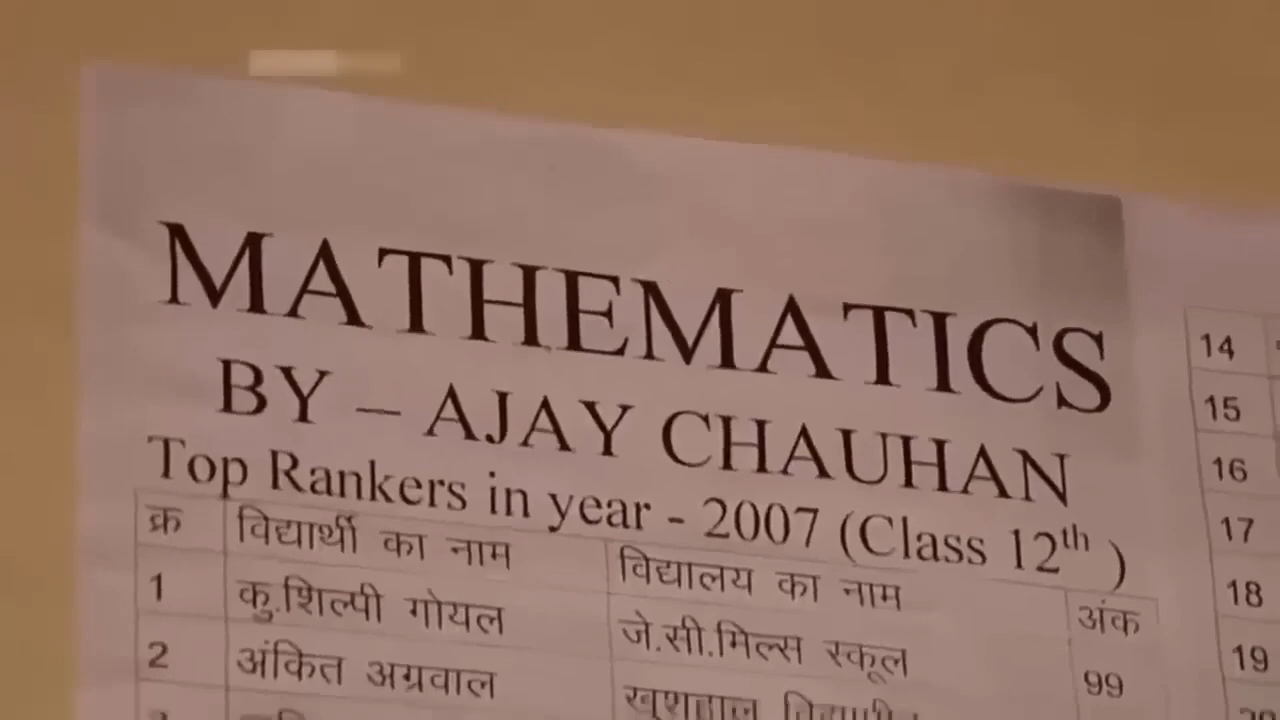 MATHEMATICS
BY – AJAY CHAUHAN
Top Rankers in year - 2007 (Class 12th )
क्र विद्यार्थी का नाम विद्यालय का नाम अंक
1 कु.शिल्पी गोयल जे.सी.मिल्स स्कूल 99
2 अंकित अग्रवाल
14
15
16
17
18
19